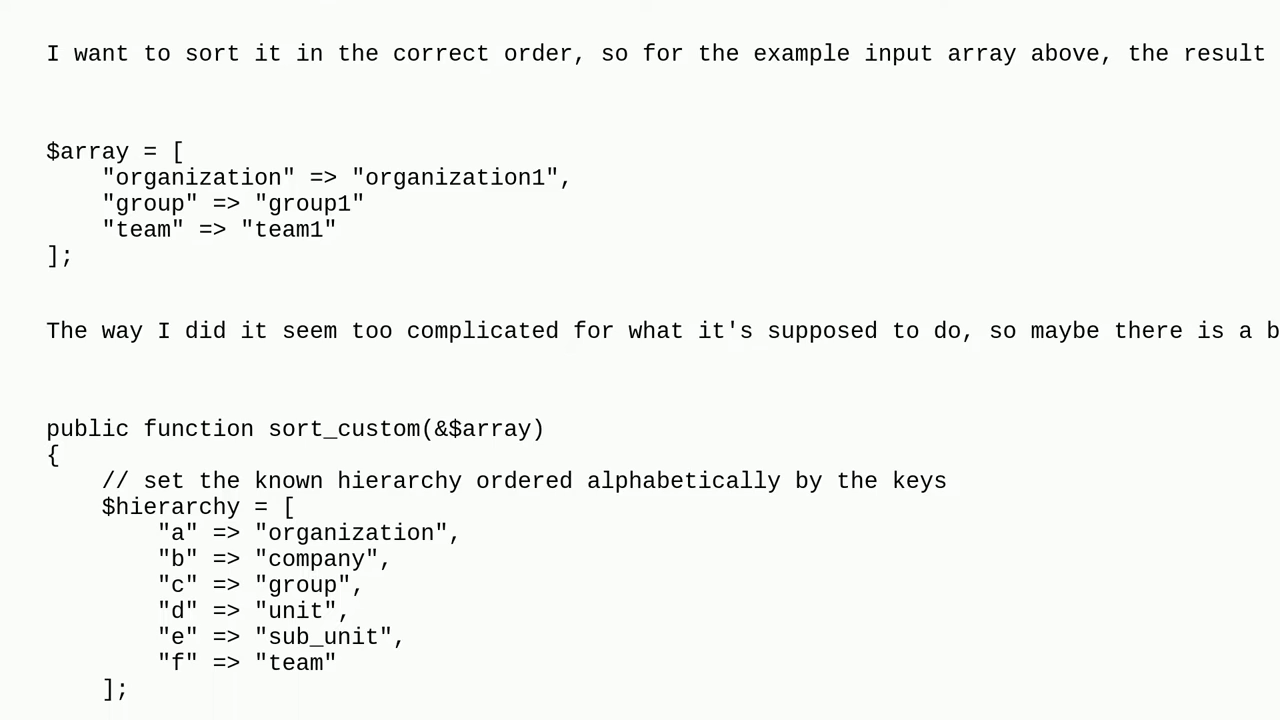 I want to sort it in the correct order, so for the example input array above, the result
$array = [
    "organization" => "organization1",
    "group" => "group1"
    "team" => "team1"
];
The way I did it seem too complicated for what it's supposed to do, so maybe there is a b
public function sort_custom(&$array)
{
    // set the known hierarchy ordered alphabetically by the keys
    $hierarchy = [
        "a" => "organization",
        "b" => "company",
        "c" => "group",
        "d" => "unit",
        "e" => "sub_unit",
        "f" => "team"
    ];